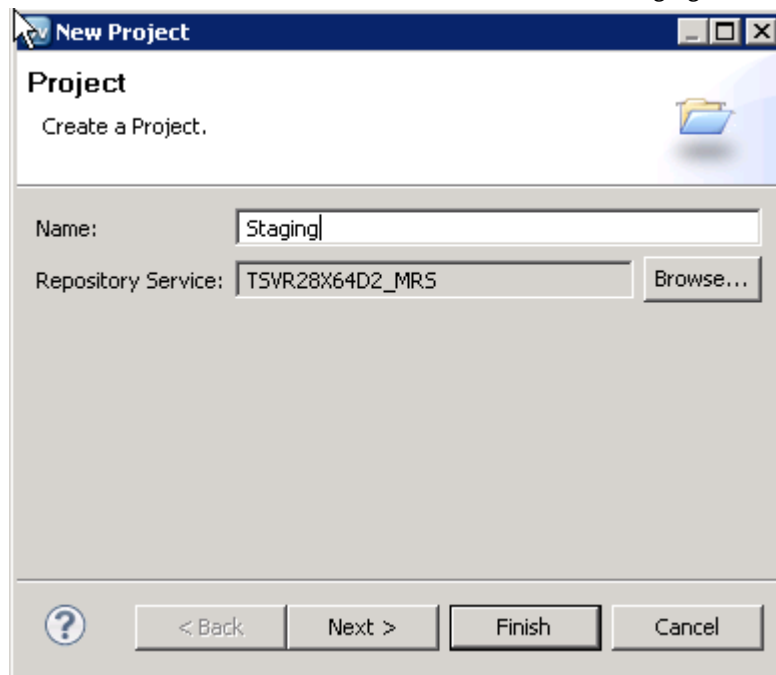 New Project
Project
Create a Project.
Name: Staging
Repository Service: TSVR28X64D2_MRS Browse...
? < Back Next > Finish Cancel